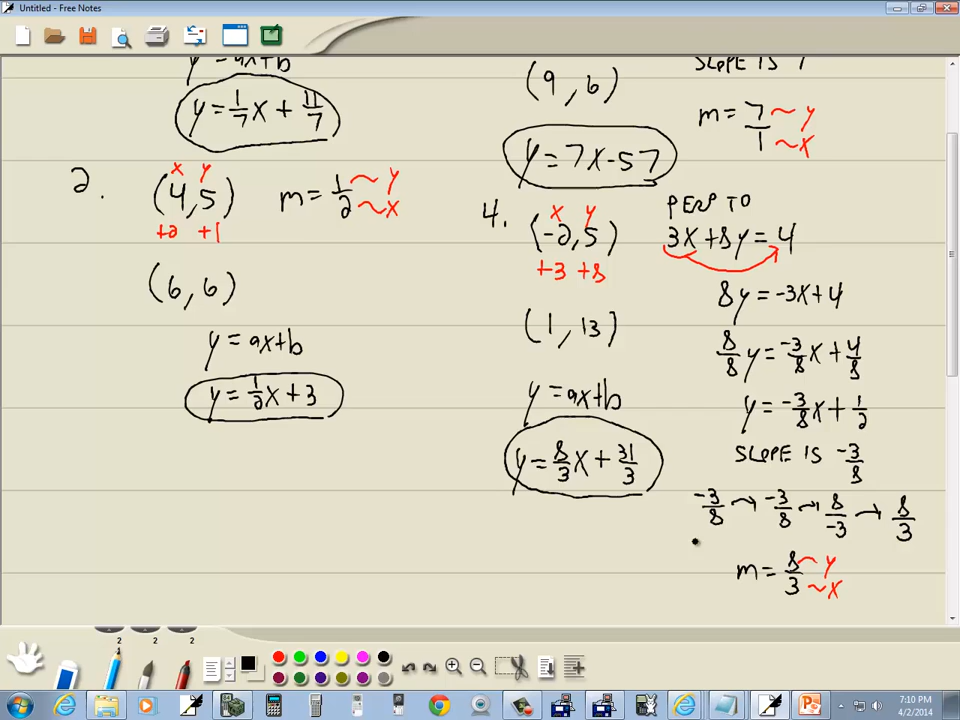 Untitled - Free Notes
y = ax+b
y = 1/7 x + 11/7
2.
x y
(4,5)
+2 +1
m = 1/2 ~ y ~ x
(6,6)
y = ax+b
y = 1/2 x + 3
(9,6)
y = 7x-57
SLOPE IS 7
m = 7/1 ~ y ~ x
4.
x y
(-2,5)
+3 +8
(1,13)
y = ax+b
y = 8/3 x + 31/3
PERP TO
3x+8y = 4
8y = -3x+4
8/8 y = -3/8 x + 4/8
y = -3/8 x + 1/2
SLOPE IS -3/8
-3/8 → -3/8 → 8/-3 → 8/3
m = 8/3 ~ y ~ x
2 2 2
7:10 PM
4/2/2014